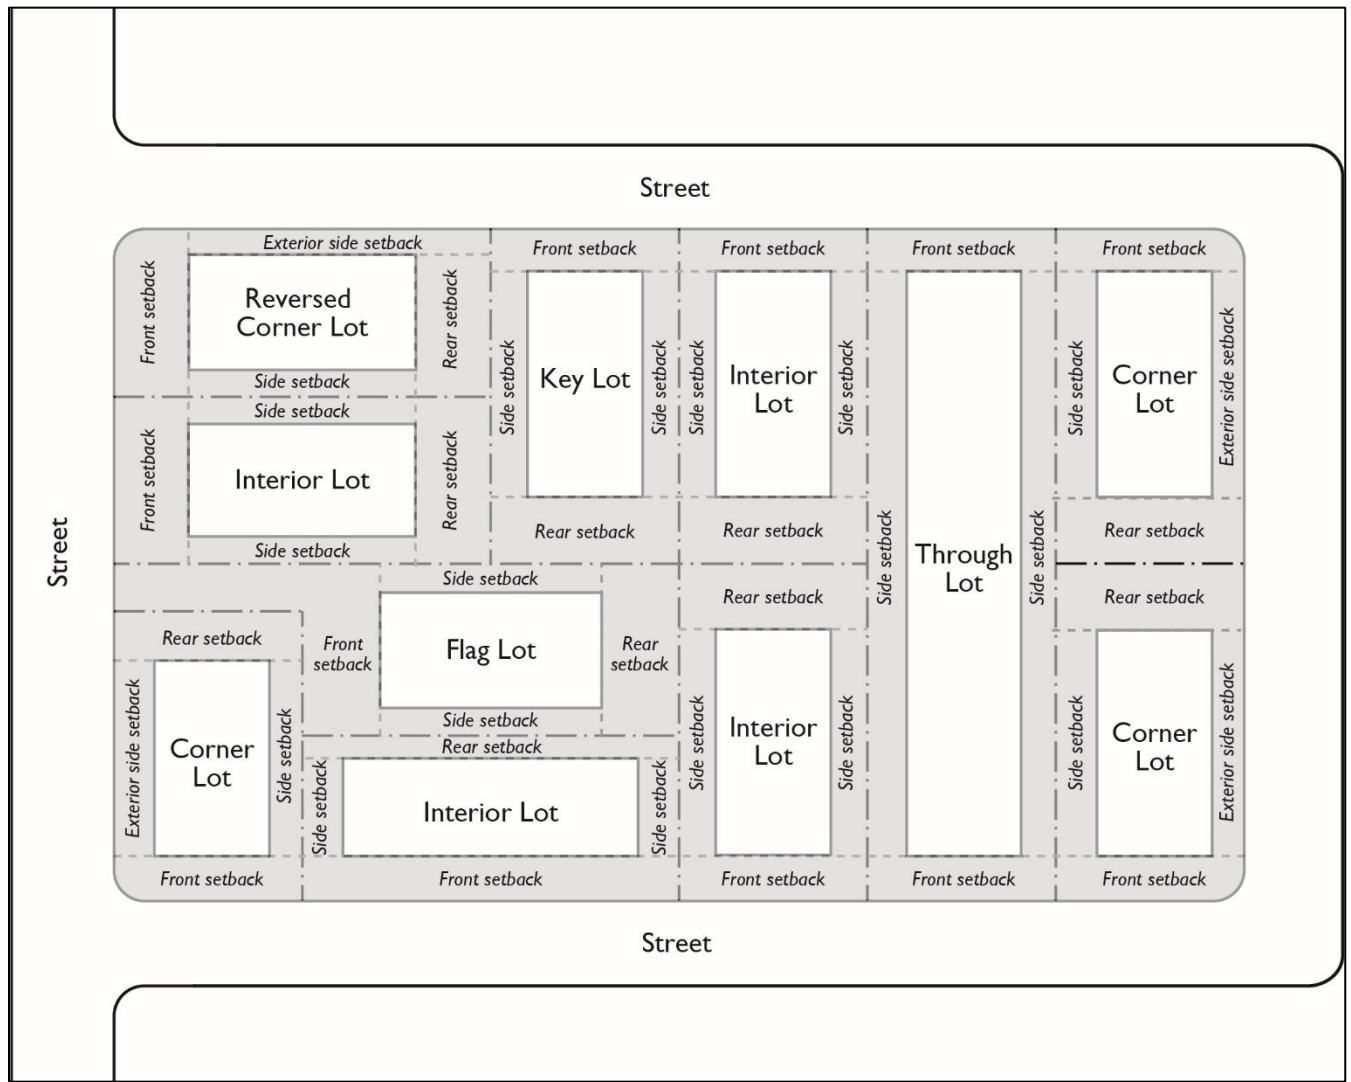 Street
Exterior side setback
Front setback
Front setback
Front setback
Front setback
Front setback
Reversed
Corner Lot
Rear setback
Side setback
Side setback
Key Lot
Side setback
Side setback
Interior
Lot
Side setback
Side setback
Corner
Lot
Exterior side setback
Side setback
Front setback
Interior Lot
Rear setback
Side setback
Rear setback
Rear setback
Rear setback
Street
Side setback
Through
Lot
Side setback
Side setback
Rear setback
Rear setback
Rear setback
Front
setback
Flag Lot
Rear
setback
Side setback
Exterior side setback
Corner
Lot
Side setback
Rear setback
Side setback
Interior Lot
Side setback
Side setback
Interior
Lot
Side setback
Side setback
Corner
Lot
Exterior side setback
Front setback
Front setback
Front setback
Front setback
Front setback
Street